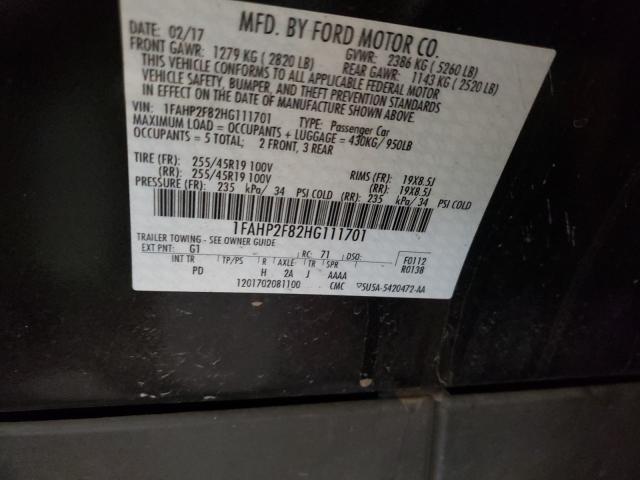 MFD. BY FORD MOTOR CO.
DATE: 02/17 GVWR: 2386 KG ( 5260 LB)
FRONT GAWR: 1279 KG ( 2820 LB) REAR GAWR: 1143 KG ( 2520 LB)
THIS VEHICLE CONFORMS TO ALL APPLICABLE FEDERAL MOTOR
VEHICLE SAFETY, BUMPER, AND THEFT PREVENTION STANDARDS
IN EFFECT ON THE DATE OF MANUFACTURE SHOWN ABOVE.
VIN: 1FAHP2F82HG111701 TYPE: Passenger Car
MAXIMUM LOAD = OCCUPANTS + LUGGAGE = 430KG/ 950LB
OCCUPANTS = 5 TOTAL; 2 FRONT, 3 REAR
TIRE (FR): 255/45R19 100V RIMS (FR): 19X8.5J
(RR): 255/45R19 100V (RR): 19X8.5J
PRESSURE (FR): 235 kPa/ 34 PSI COLD (RR): 235 kPa/ 34 PSI COLD
1FAHP2F82HG111701
TRAILER TOWING - SEE OWNER GUIDE
EXT PNT: G1 RC: 71 DSO: F0112
R0138
INT TR TP/PS R AXLE TR SPR
PD H 2A J AAAA
1201702081100 CMC 5U5A-5420472-AA